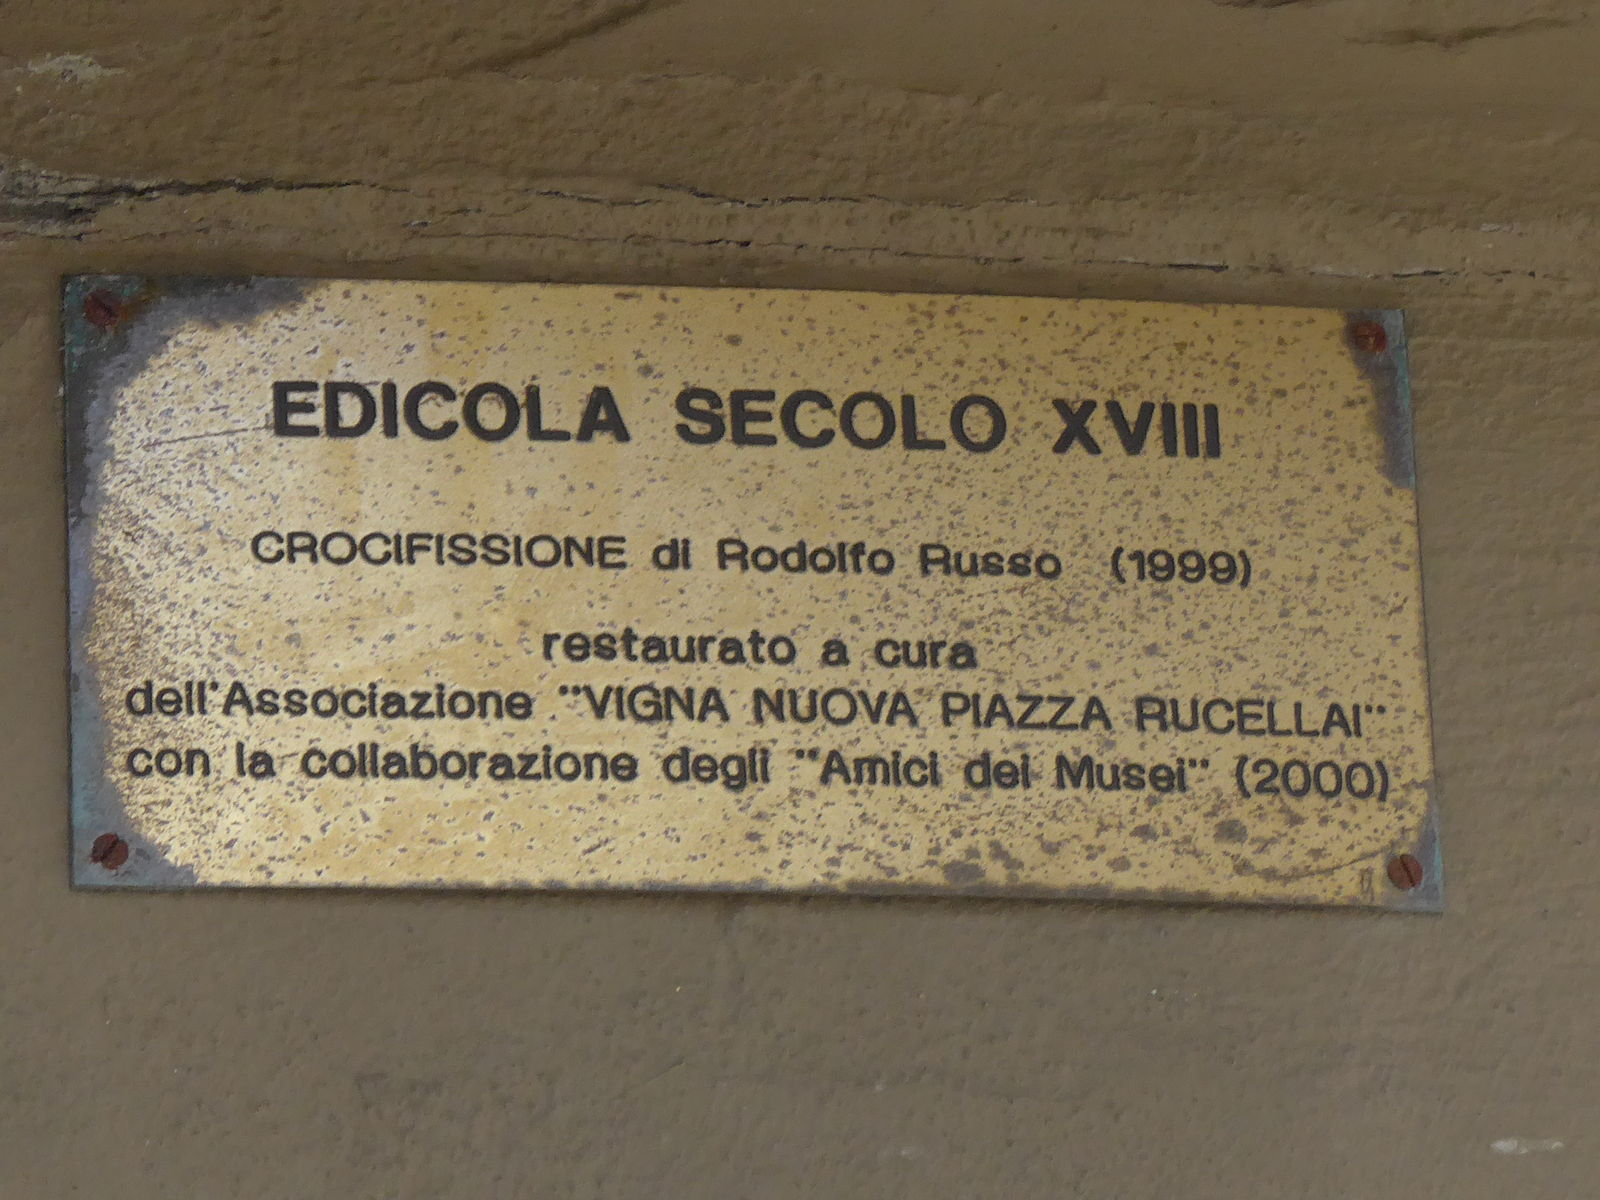 EDICOLA SECOLO XVIII
CROCIFISSIONE di Rodolfo Russo (1999)
restaurato a cura
dell'Associazione "VIGNA NUOVA PIAZZA RUCELLAI"
con la collaborazione degli "Amici dei Musei" (2000)